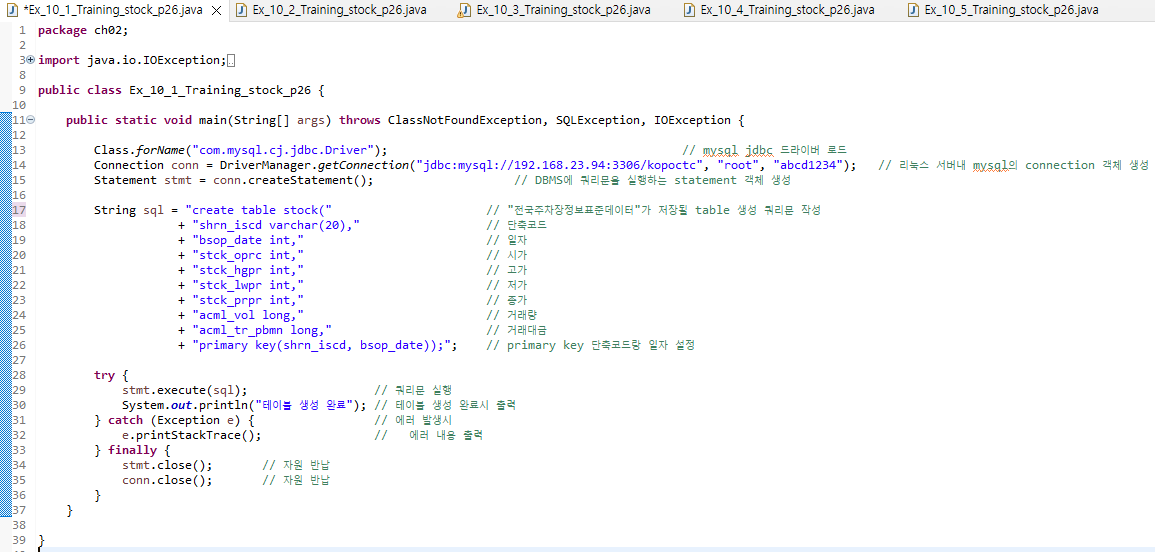 *Ex_10_1_Training_stock_p26.java Ex_10_2_Training_stock_p26.java Ex_10_3_Training_stock_p26.java Ex_10_4_Training_stock_p26.java Ex_10_5_Training_stock_p26.java
1 package ch02;
2
3 import java.io.IOException;
8
9 public class Ex_10_1_Training_stock_p26 {
10
11 public static void main(String[] args) throws ClassNotFoundException, SQLException, IOException {
12
13 Class.forName("com.mysql.cj.jdbc.Driver"); // mysql jdbc 드라이버 로드
14 Connection conn = DriverManager.getConnection("jdbc:mysql://192.168.23.94:3306/kopoctc", "root", "abcd1234"); // 리눅스 서버내 mysql의 connection 객체 생성
15 Statement stmt = conn.createStatement(); // DBMS에 쿼리문을 실행하는 statement 객체 생성
16
17 String sql = "create table stock(" // "전국주차장정보표준데이터"가 저장될 table 생성 쿼리문 작성
18 + "shrn_iscd varchar(20)," // 단축코드
19 + "bsop_date int," // 일자
20 + "stck_oprc int," // 시가
21 + "stck_hgpr int," // 고가
22 + "stck_lwpr int," // 저가
23 + "stck_prpr int," // 종가
24 + "acml_vol long," // 거래량
25 + "acml_tr_pbmn long," // 거래대금
26 + "primary key(shrn_iscd, bsop_date));"; // primary key 단축코드랑 일자 설정
27
28 try {
29 stmt.execute(sql); // 쿼리문 실행
30 System.out.println("테이블 생성 완료"); // 테이블 생성 완료시 출력
31 } catch (Exception e) { // 에러 발생시
32 e.printStackTrace(); // 에러 내용 출력
33 } finally {
34 stmt.close(); // 자원 반납
35 conn.close(); // 자원 반납
36 }
37 }
38
39 }